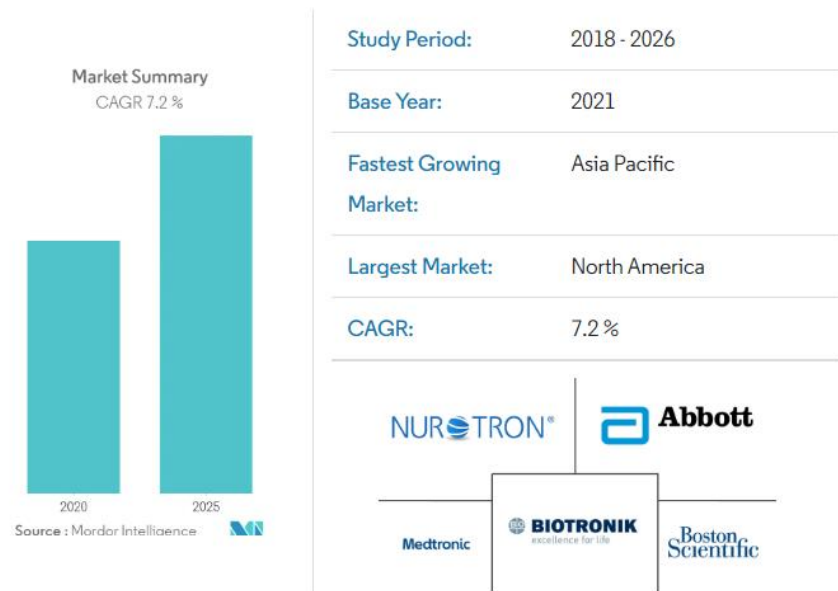 Market Summary
CAGR 7.2 %
2020
2025
Source : Mordor Intelligence
Study Period: 2018 - 2026
Base Year: 2021
Fastest Growing Market: Asia Pacific
Largest Market: North America
CAGR: 7.2 %
NUROTRON®
Abbott
Medtronic
BIOTRONIK
excellence for life
Boston
Scientific